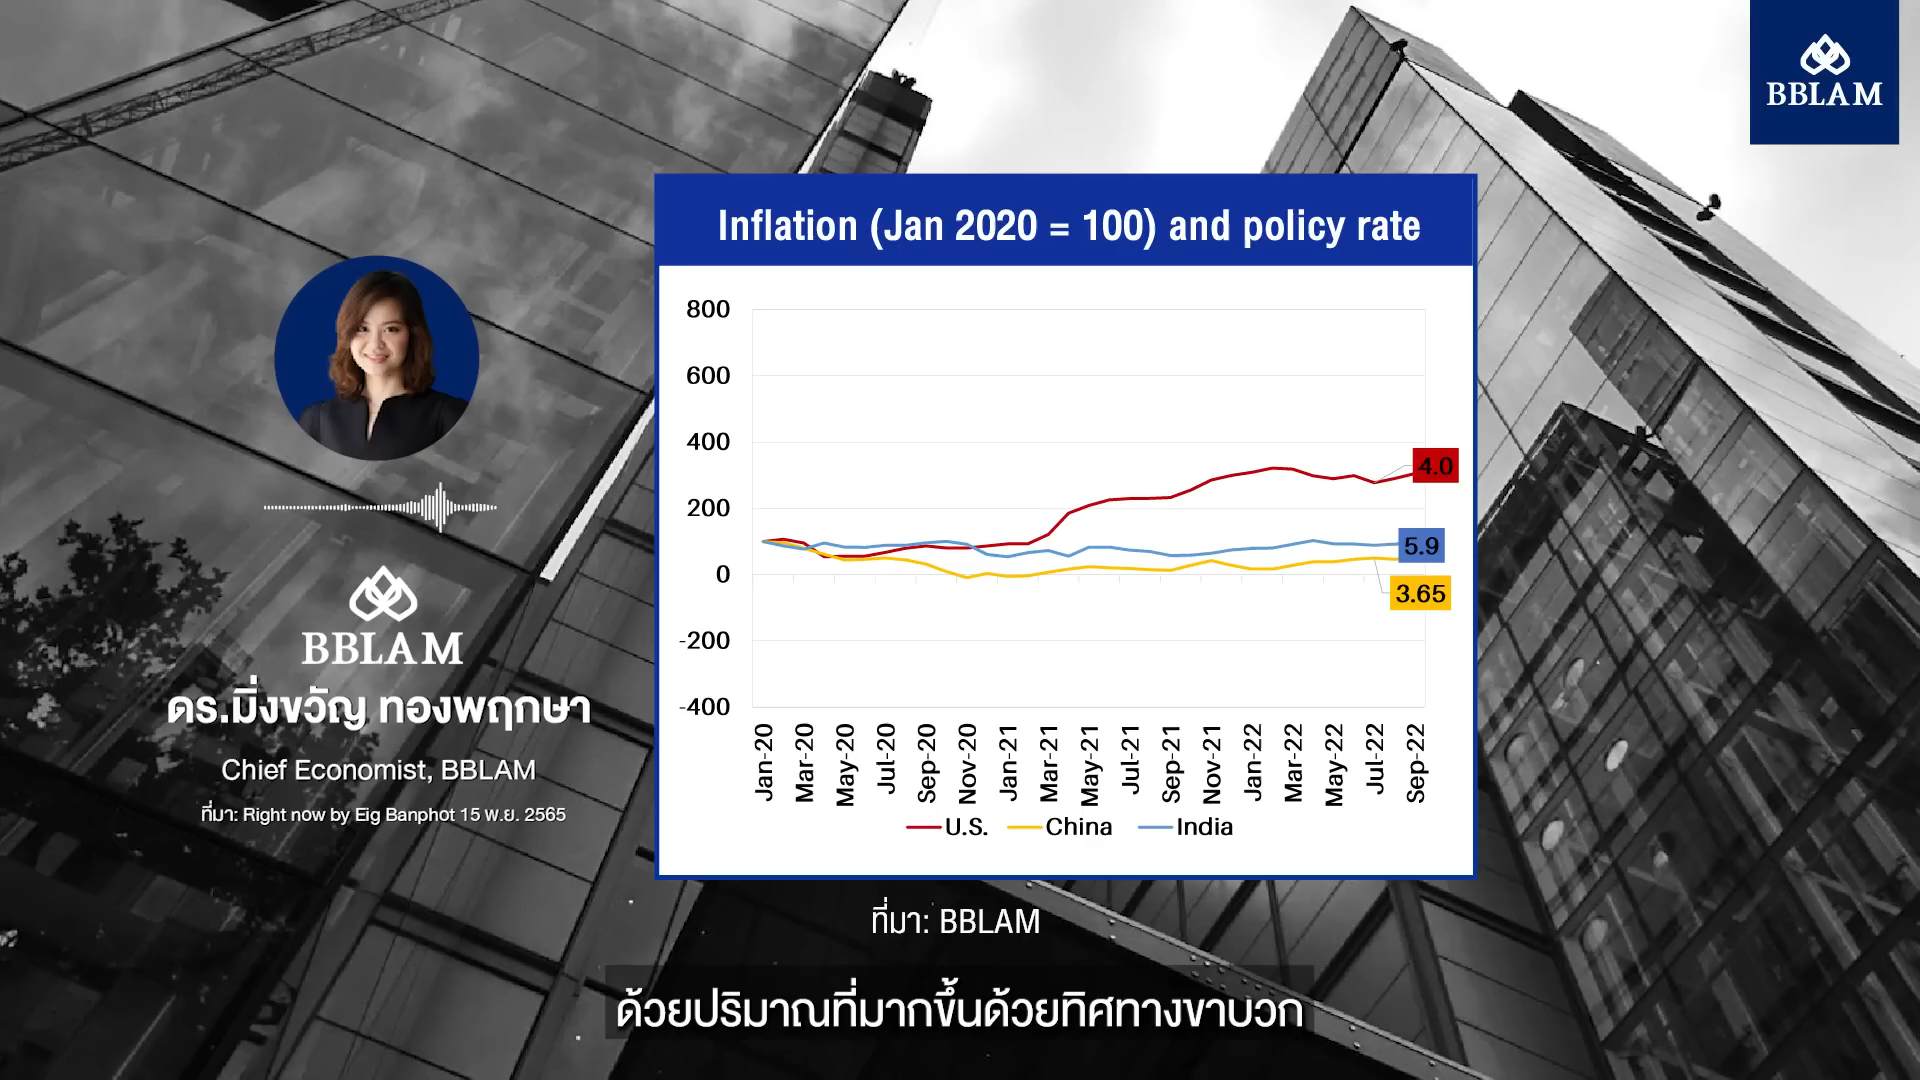 BBLAM
Inflation (Jan 2020 = 100) and policy rate
800
600
400
200
0
-200
-400
4.0
5.9
3.65
Jan-20
Mar-20
May-20
Jul-20
Sep-20
Nov-20
Jan-21
Mar-21
May-21
Jul-21
Sep-21
Nov-21
Jan-22
Mar-22
May-22
Jul-22
Sep-22
U.S. China India
BBLAM
ดร.มิ่งขวัญ ทองพฤกษา
Chief Economist, BBLAM
ที่มา: Right now by Eig Banphot 15 พ.ย. 2565
ที่มา: BBLAM
ด้วยปริมาณที่มากขึ้นด้วยทิศทางขาบวก